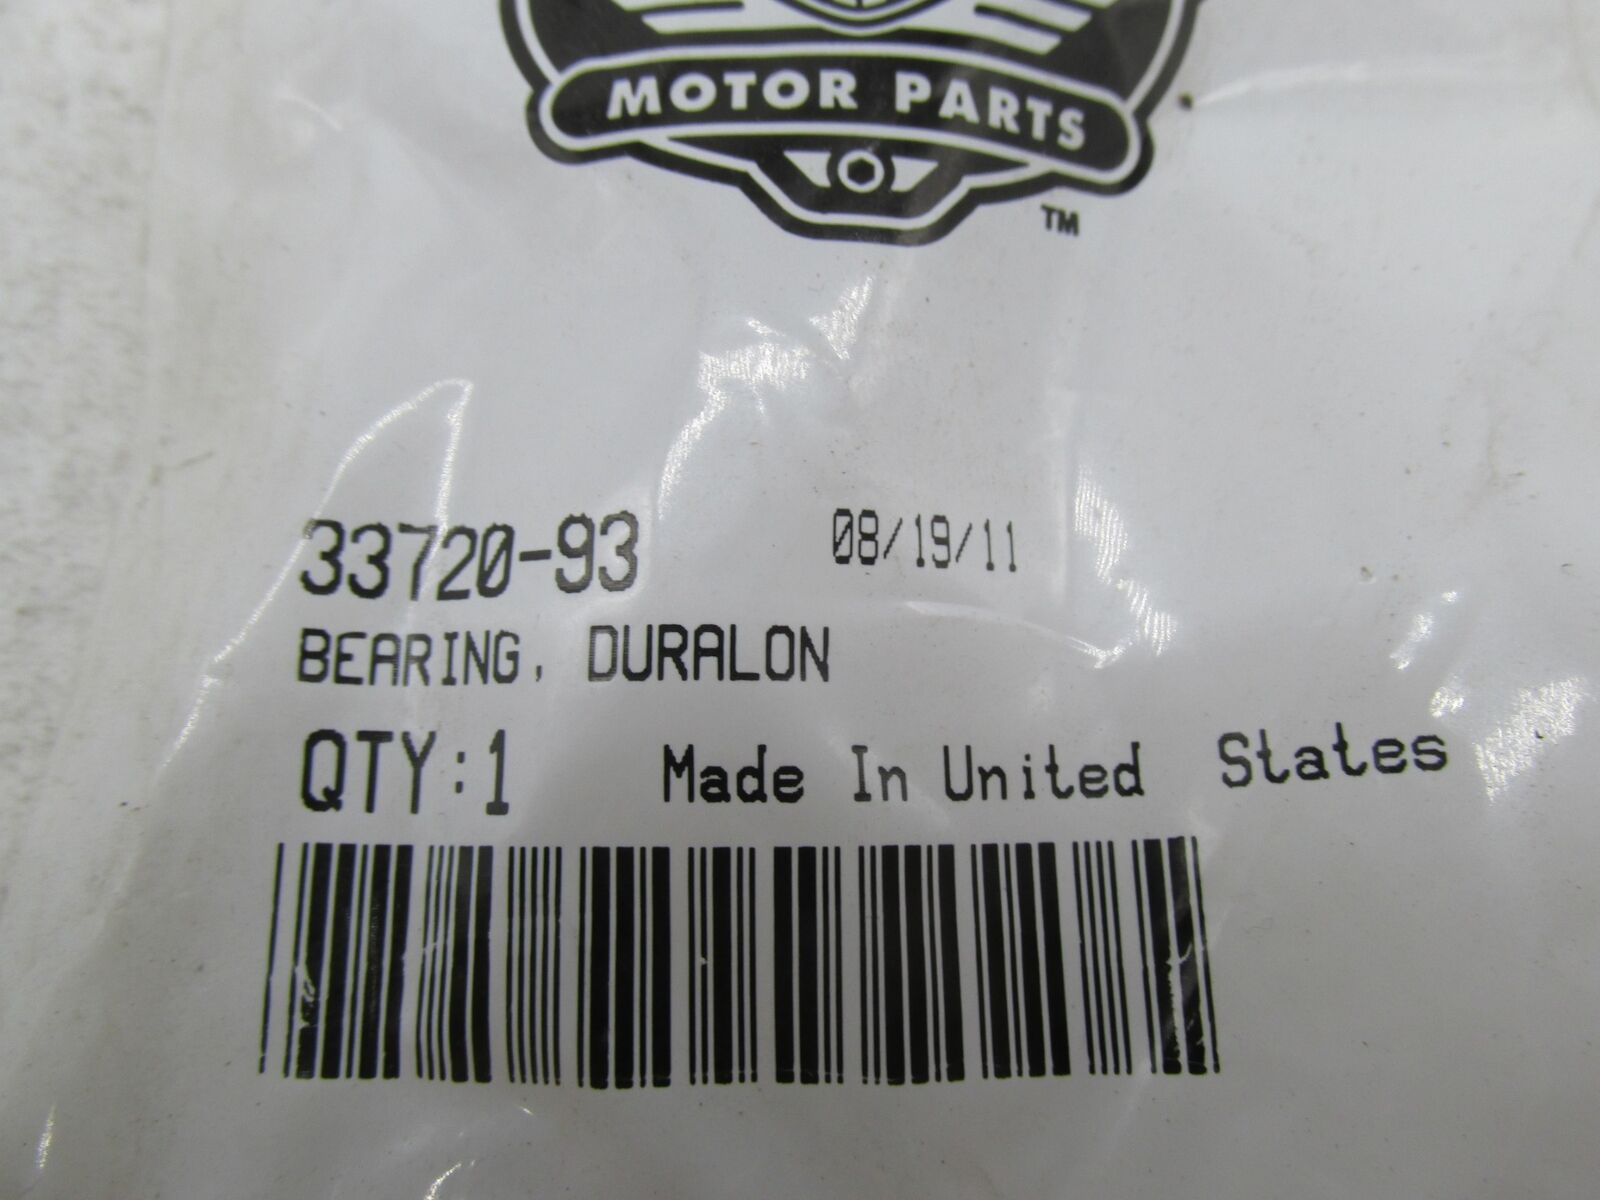 MOTOR PARTS
TM
33720-93 08/19/11
BEARING, DURALON
QTY:1 Made In United States